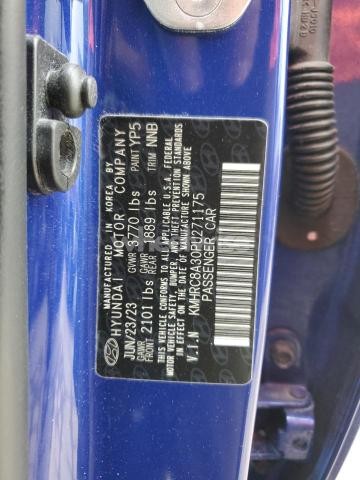 MANUFACTURED IN KOREA BY
HYUNDAI MOTOR COMPANY
JUN/23/23 GVWR 3770 lbs PAINT YP5
GAWR FRONT 2101 lbs GAWR REAR 1889 lbs TRIM NNB
THIS VEHICLE CONFORMS TO ALL APPLICABLE U.S.A. FEDERAL
MOTOR VEHICLE SAFETY, BUMPER, AND THEFT PREVENTION STANDARDS
IN EFFECT ON THE DATE OF MANUFACTURE SHOWN ABOVE.
V.I.N KMHRC8A30PU271175
PASSENGER CAR